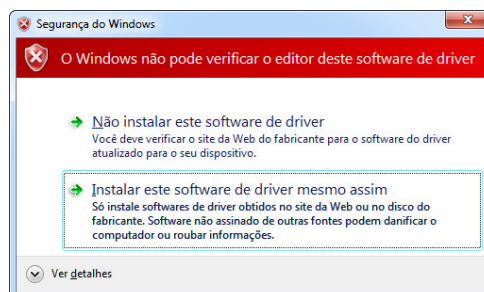 Segurança do Windows
O Windows não pode verificar o editor deste software de driver
Não instalar este software de driver
Você deve verificar o site da Web do fabricante para o software do driver
atualizado para o seu dispositivo.
Instalar este software de driver mesmo assim
Só instale softwares de driver obtidos no site da Web ou no disco do
fabricante. Software não assinado de outras fontes podem danificar o
computador ou roubar informações.
Ver detalhes